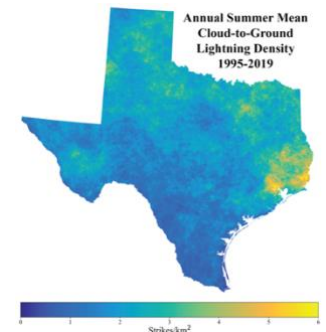 Annual Summer Mean
Cloud-to-Ground
Lightning Density
1995-2019
0 1 2 3 4 5 6
Strikes/km²